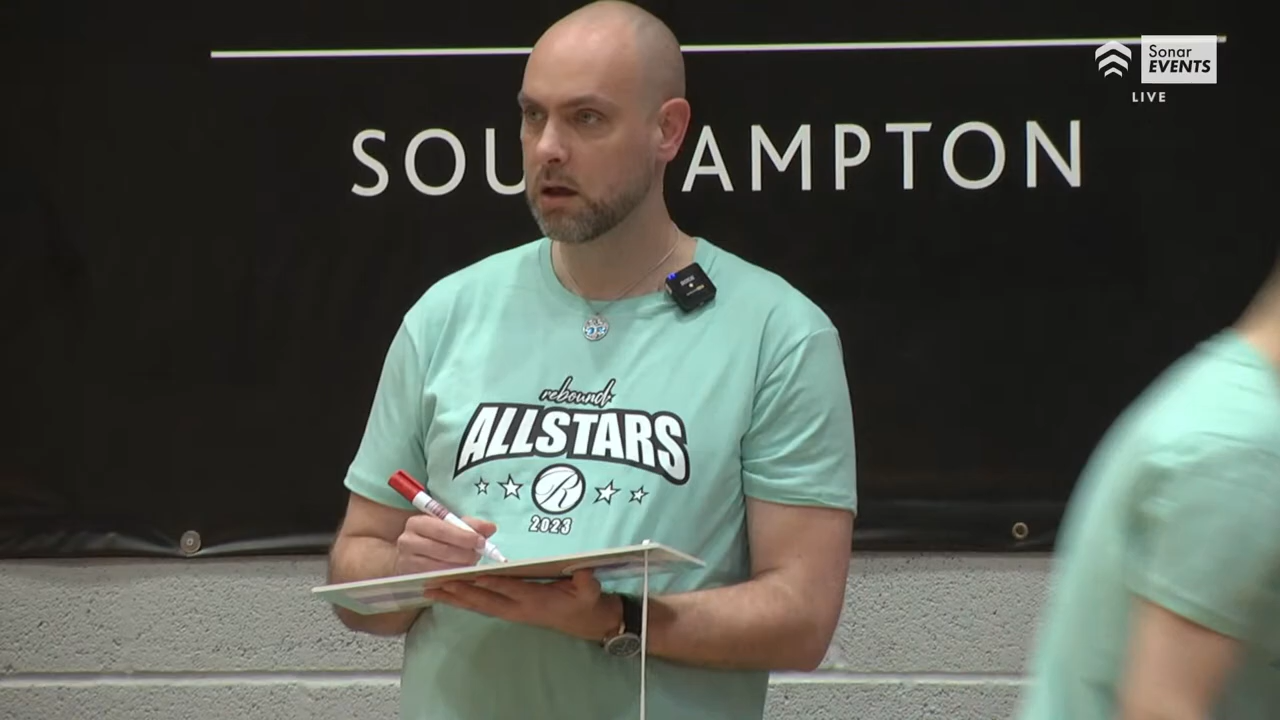 Sonar
EVENTS
LIVE
SOU AMPTON
rebound
ALLSTARS
R
2023